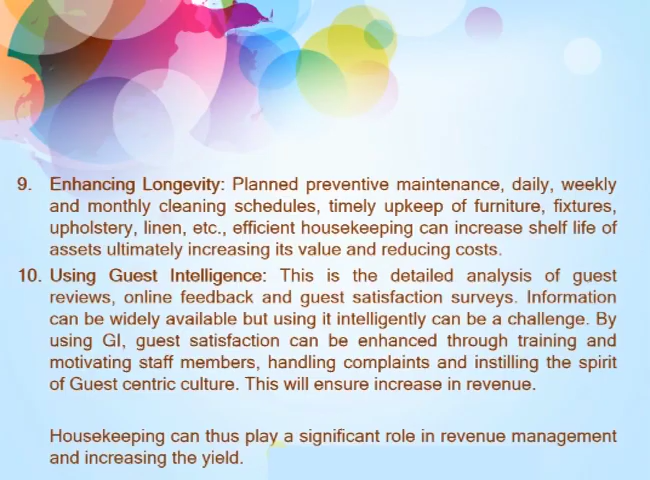 9. Enhancing Longevity: Planned preventive maintenance, daily, weekly
and monthly cleaning schedules, timely upkeep of furniture, fixtures,
upholstery, linen, etc., efficient housekeeping can increase shelf life of
assets ultimately increasing its value and reducing costs.
10. Using Guest Intelligence: This is the detailed analysis of guest
reviews, online feedback and guest satisfaction surveys. Information
can be widely available but using it intelligently can be a challenge. By
using GI, guest satisfaction can be enhanced through training and
motivating staff members, handling complaints and instilling the spirit
of Guest centric culture. This will ensure increase in revenue.
Housekeeping can thus play a significant role in revenue management
and increasing the yield.